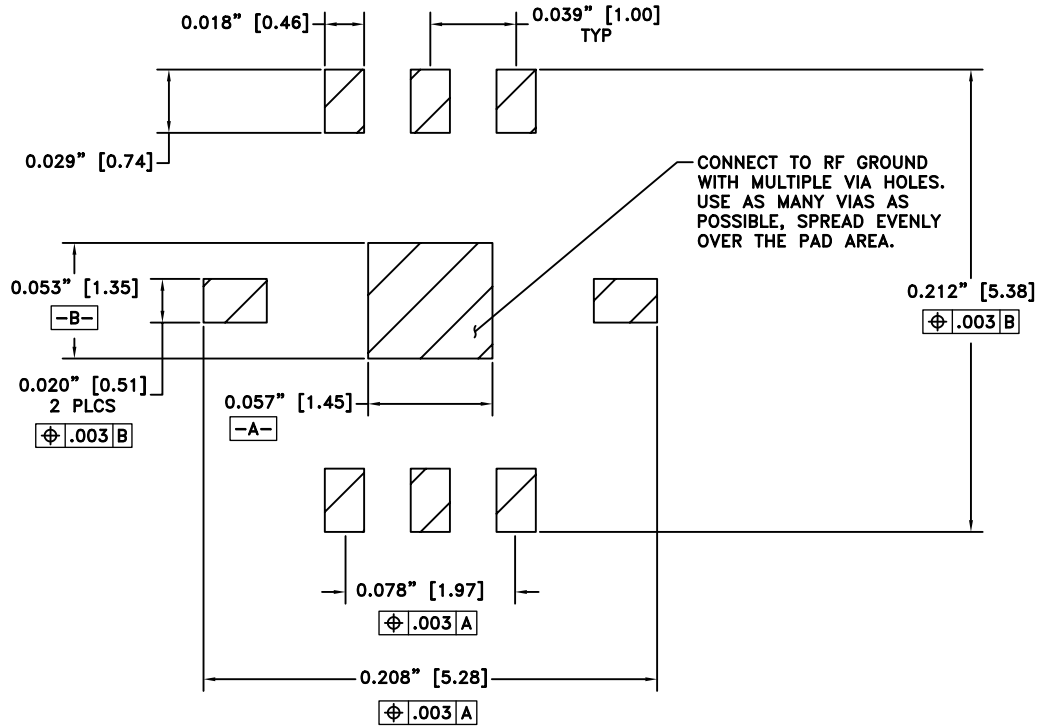 0.018” [0.46]
0.039” [1.00]
TYP
0.029” [0.74]
CONNECT TO RF GROUND
WITH MULTIPLE VIA HOLES.
USE AS MANY VIAS AS
POSSIBLE, SPREAD EVENLY
OVER THE PAD AREA.
0.053” [1.35]
-B-
0.212” [5.38]
⌖ .003 B
0.020” [0.51]
2 PLCS
⌖ .003 B
0.057” [1.45]
-A-
0.078” [1.97]
⌖ .003 A
0.208” [5.28]
⌖ .003 A